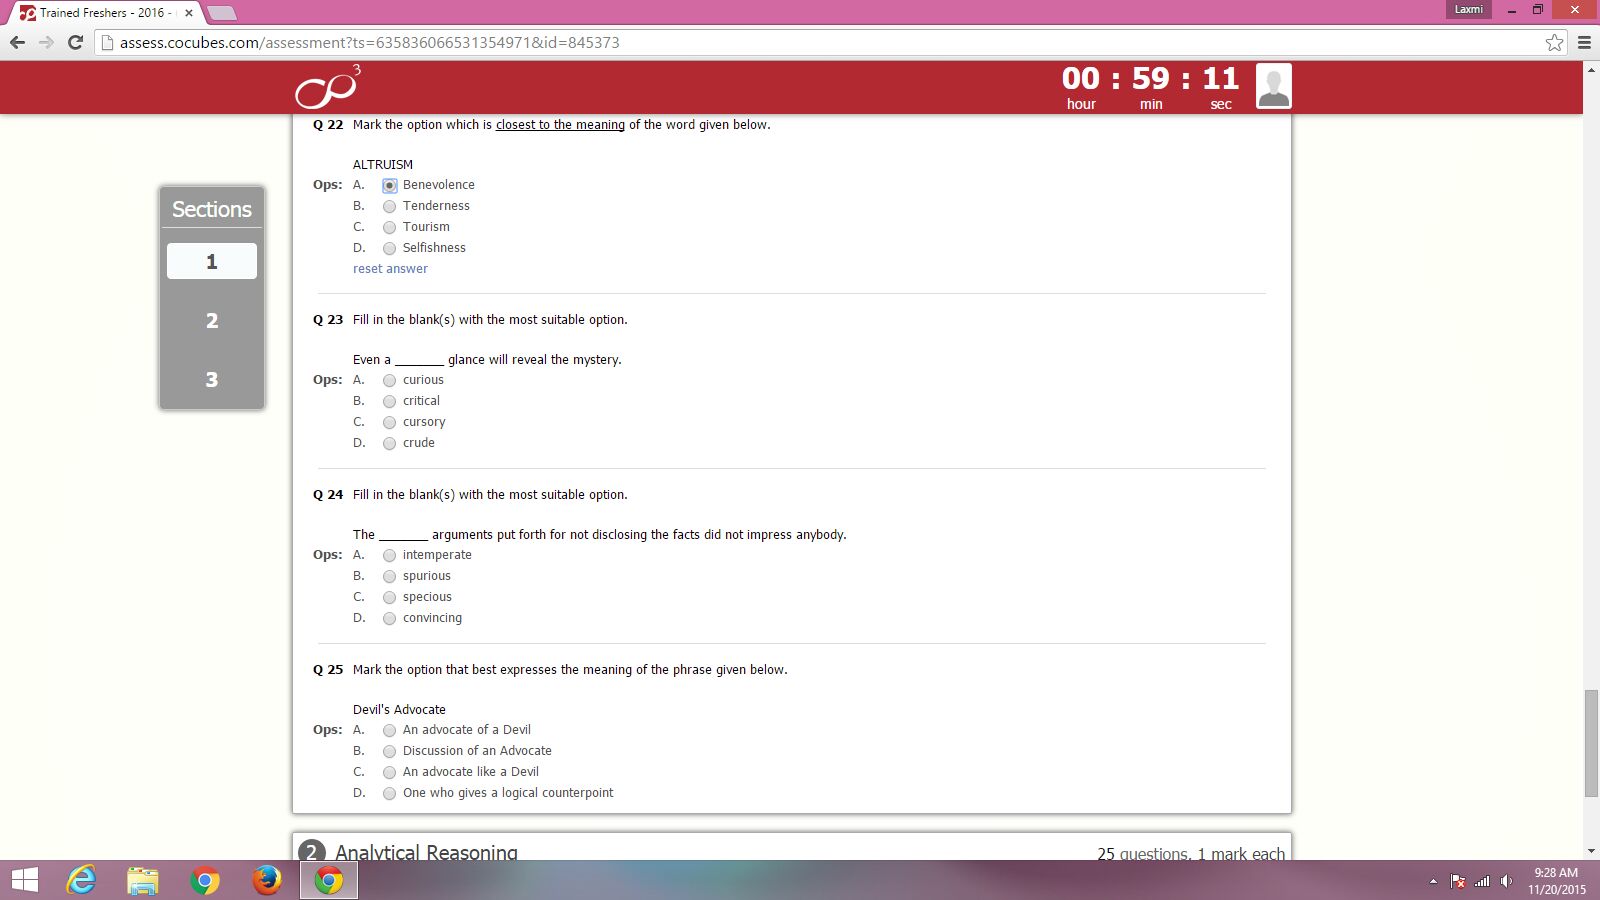 Trained Freshers - 2016 -
Laxmi
assess.cocubes.com/assessment?ts=635836066531354971&id=845373
3
00 : 59 : 11
hour min sec
Q 22 Mark the option which is closest to the meaning of the word given below.
ALTRUISM
Ops: A. Benevolence
B. Tenderness
C. Tourism
D. Selfishness
reset answer
Sections
1
2
3
Q 23 Fill in the blank(s) with the most suitable option.
Even a _______ glance will reveal the mystery.
Ops: A. curious
B. critical
C. cursory
D. crude
Q 24 Fill in the blank(s) with the most suitable option.
The _______ arguments put forth for not disclosing the facts did not impress anybody.
Ops: A. intemperate
B. spurious
C. specious
D. convincing
Q 25 Mark the option that best expresses the meaning of the phrase given below.
Devil's Advocate
Ops: A. An advocate of a Devil
B. Discussion of an Advocate
C. An advocate like a Devil
D. One who gives a logical counterpoint
2 Analytical Reasoning
25 questions, 1 mark each
9:28 AM
11/20/2015